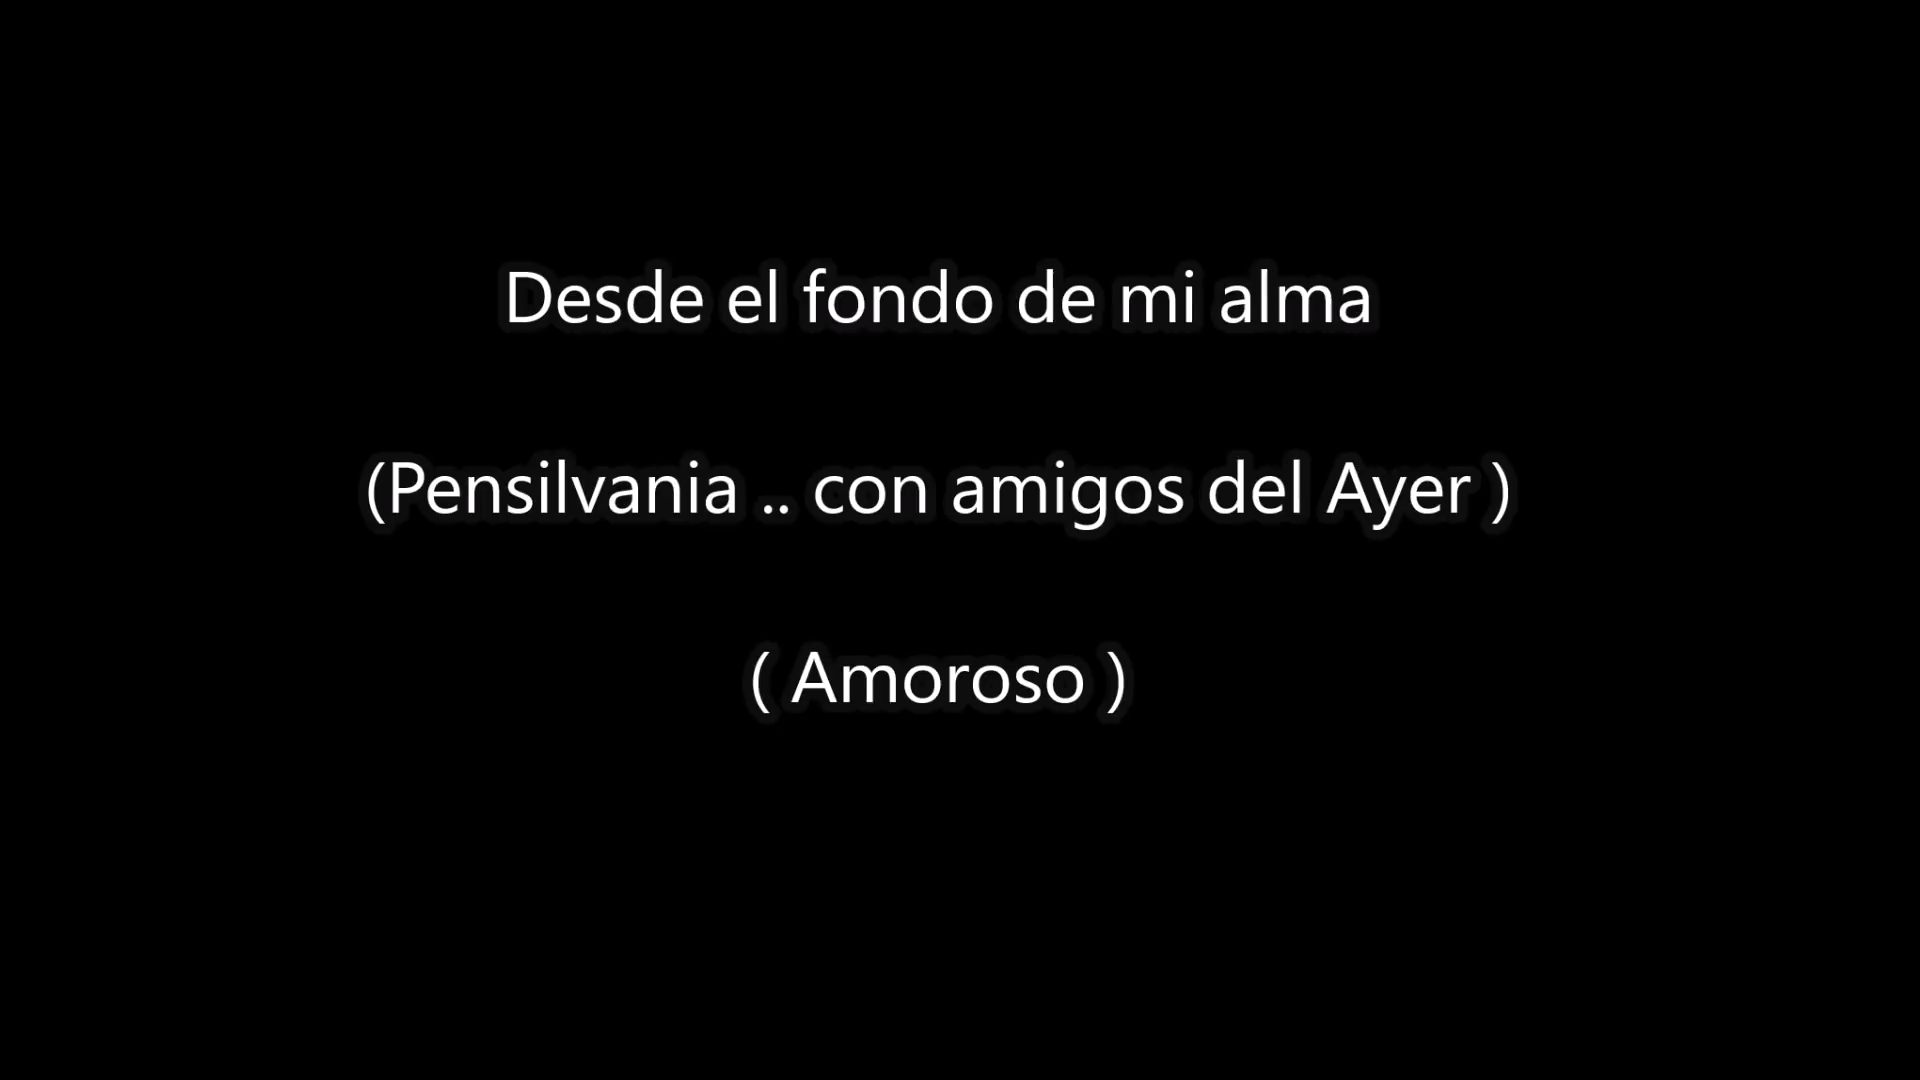 Desde el fondo de mi alma
(Pensilvania .. con amigos del Ayer )
( Amoroso )